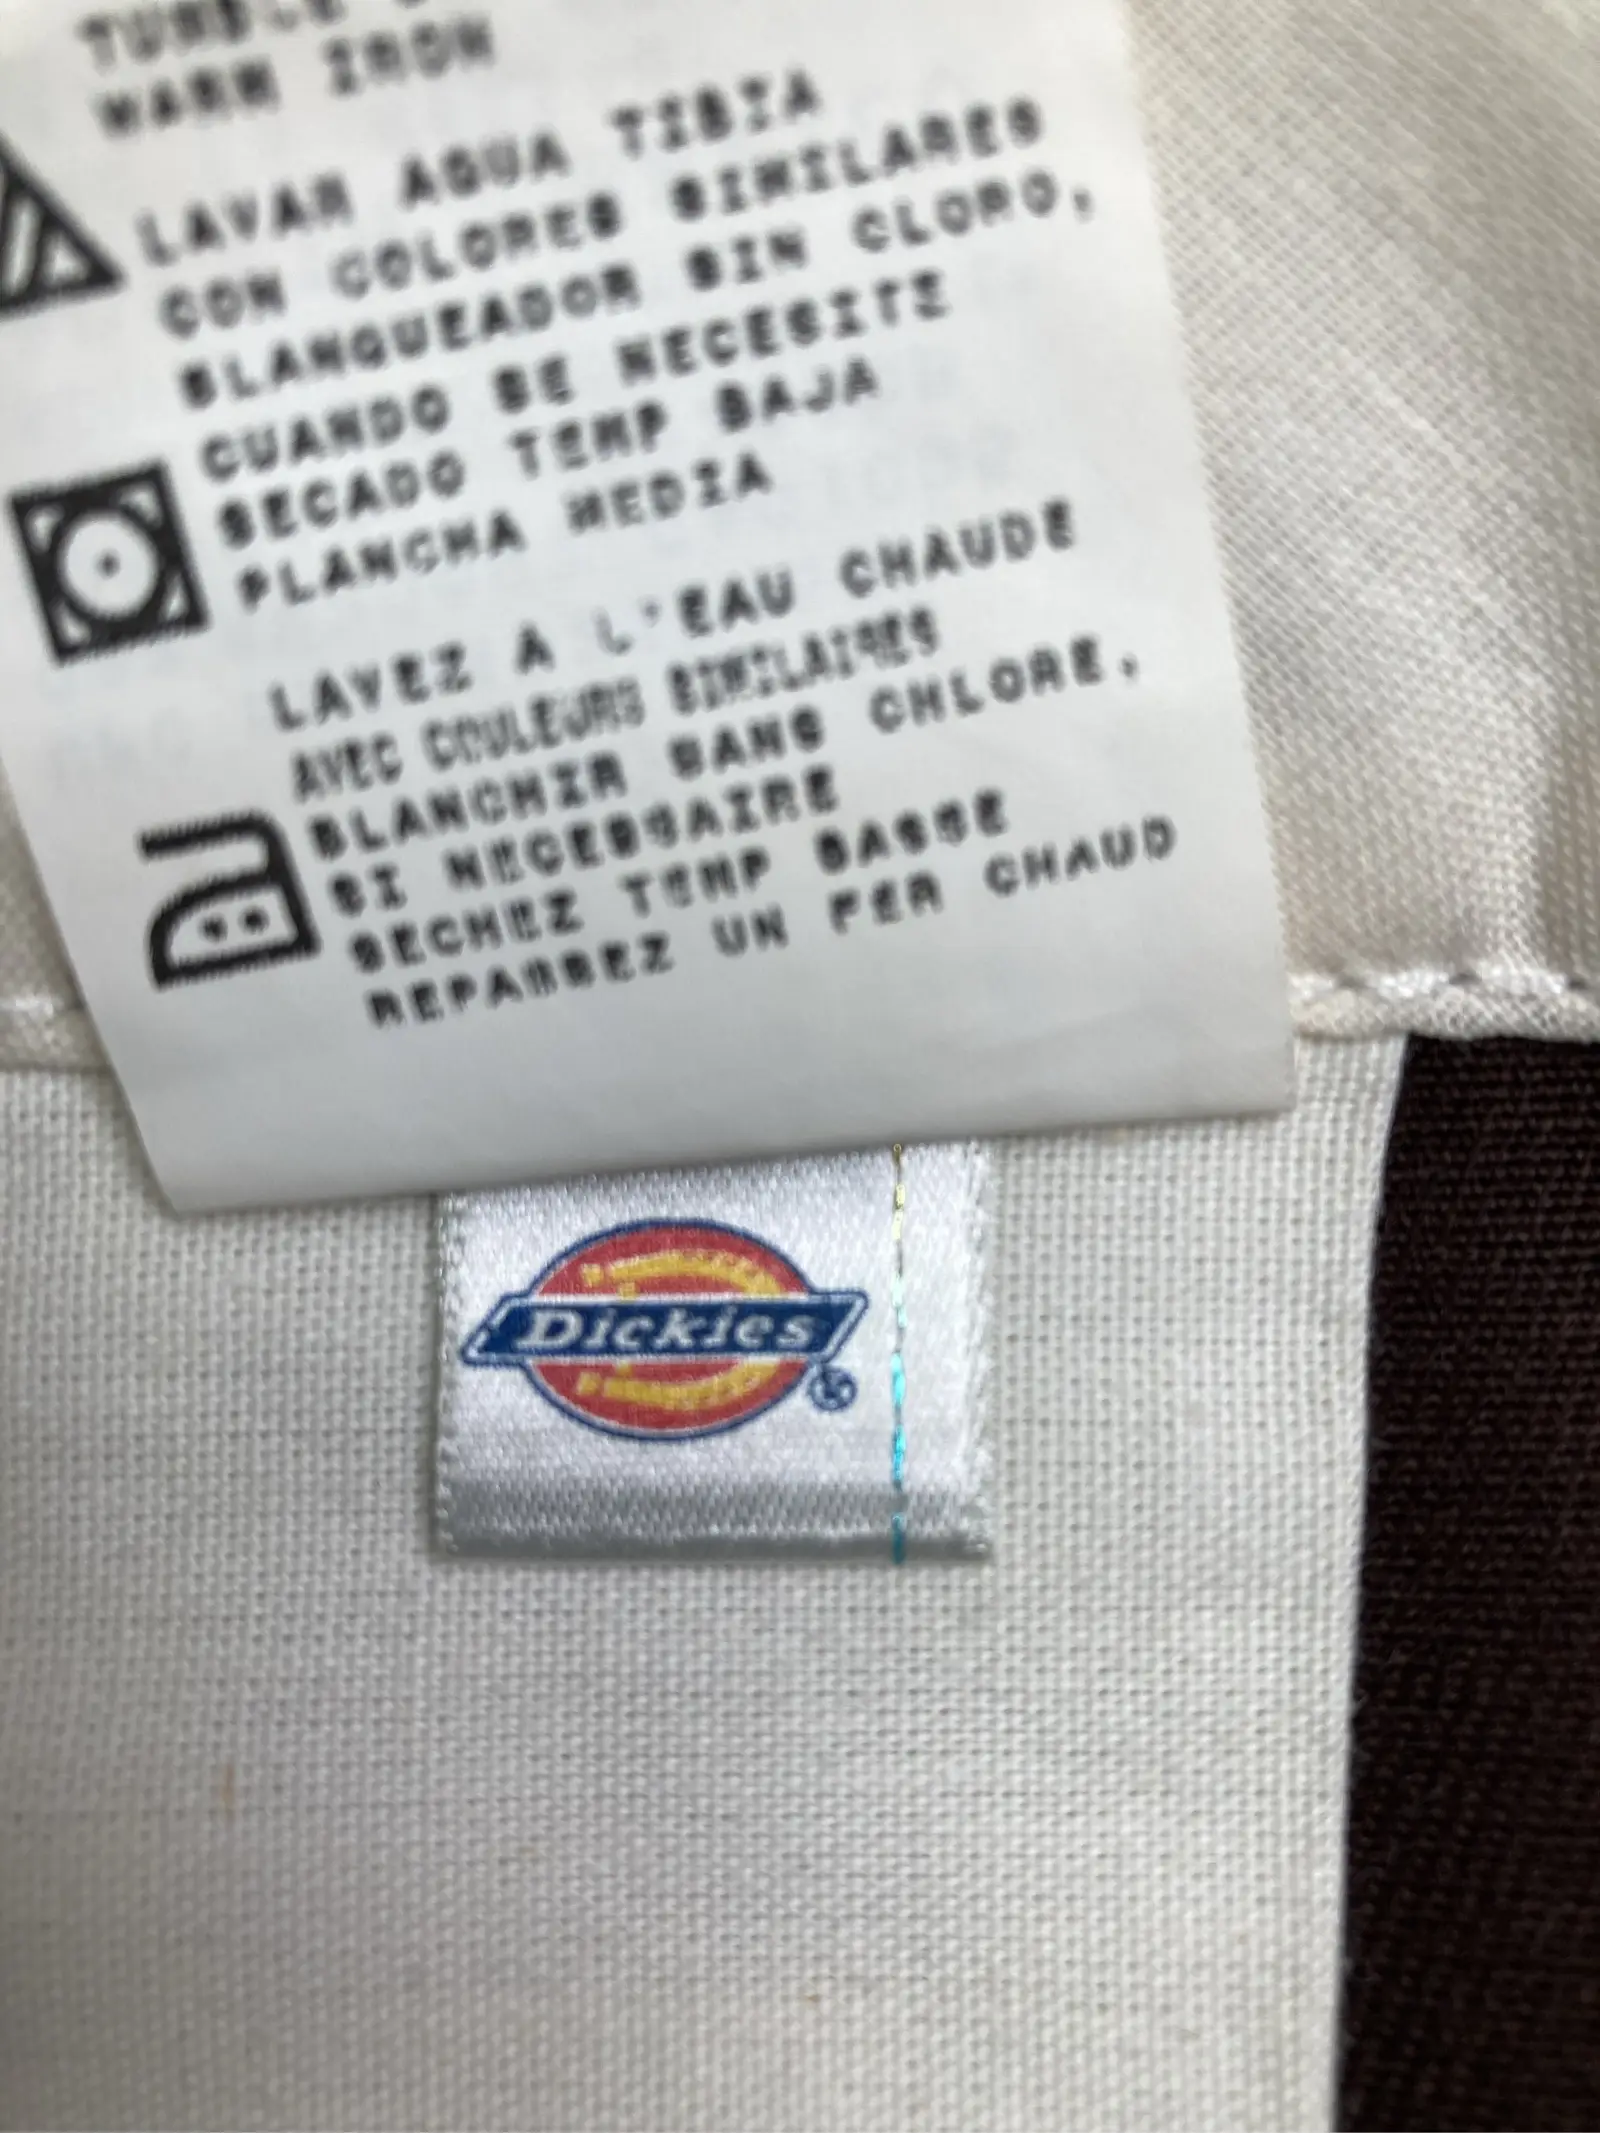 WARM IRON
LAVAR AGUA TIBIA
CON COLORES SIMILARES
BLANQUEADOR SIN CLORO,
CUANDO SE NECESITE
SECADO TEMP BAJA
PLANCHA MEDIA
LAVEZ A L'EAU CHAUDE
AVEC COULEURS SIMILAIRES
BLANCHIR SANS CHLORE,
SI NECESSAIRE
SECHEZ TEMP BASSE
REPASSEZ UN FER CHAUD
Dickies